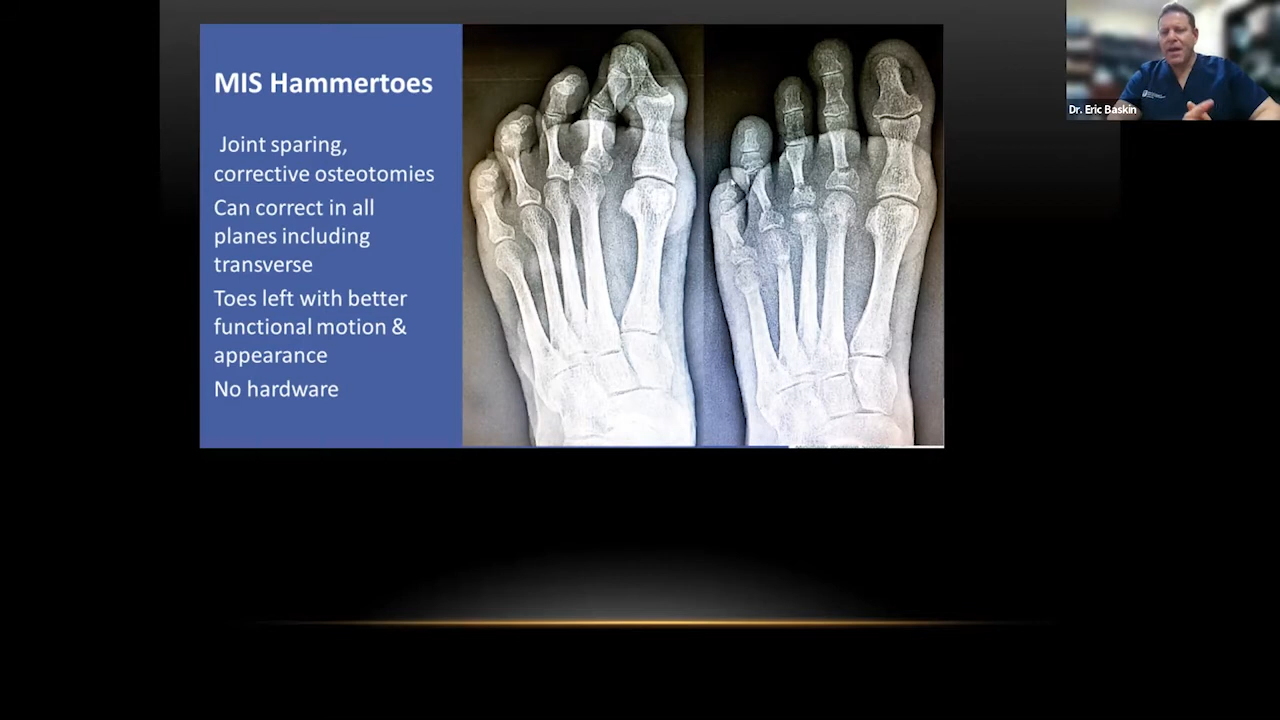 MIS Hammertoes
Joint sparing,
corrective osteotomies
Can correct in all
planes including
transverse
Toes left with better
functional motion &
appearance
No hardware
Dr. Eric Baskin